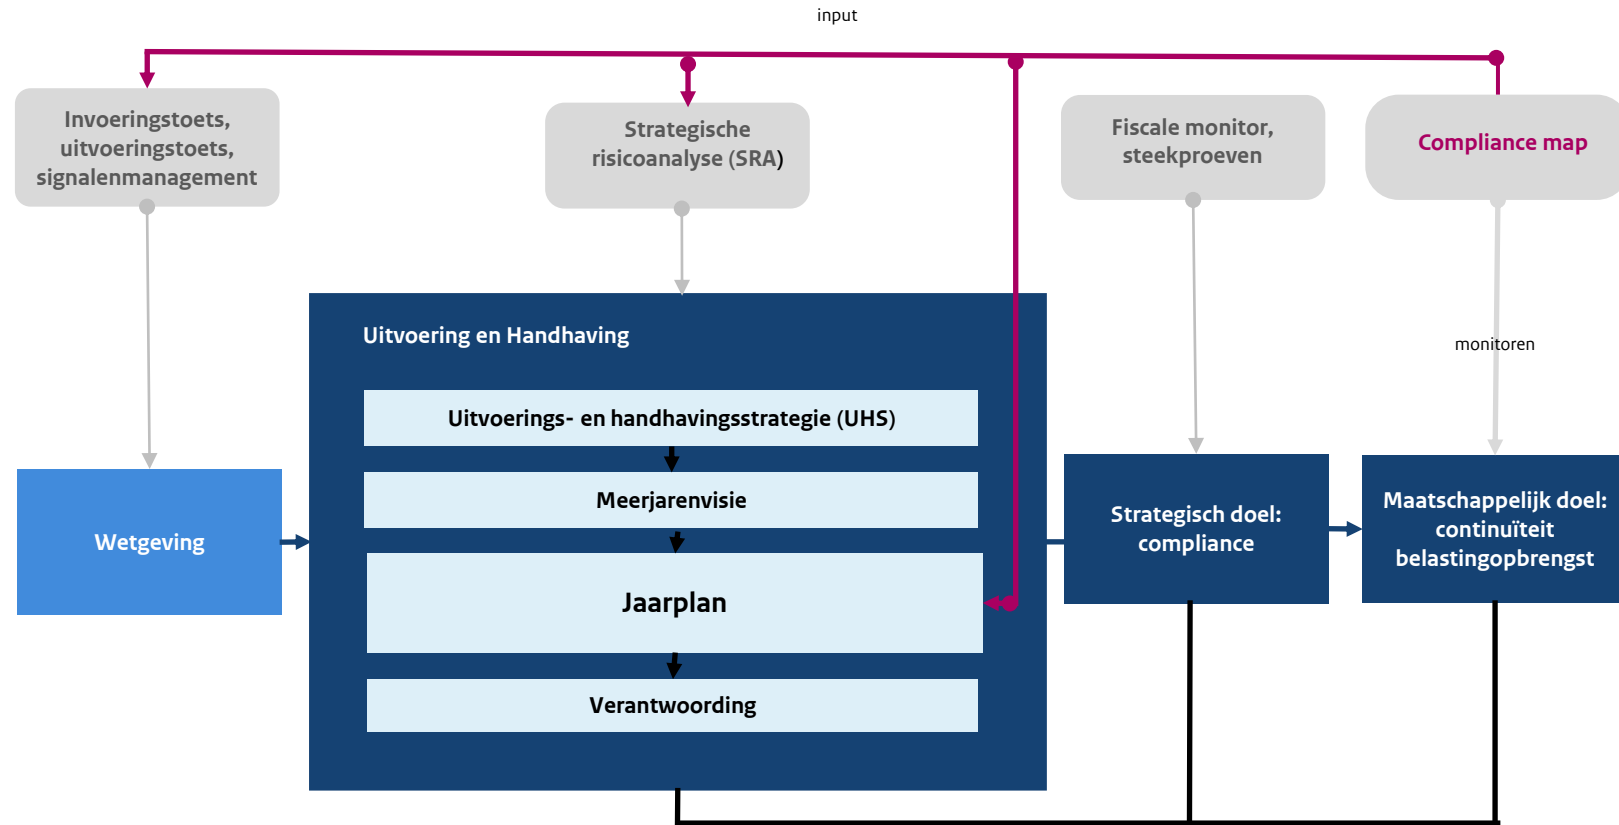 input
Invoeringstoets,
uitvoeringstoets,
signalenmanagement
Strategische
risicoanalyse (SRA)
Fiscale monitor,
steekproeven
Compliance map
monitoren
Uitvoering en Handhaving
Uitvoerings- en handhavingsstrategie (UHS)
Meerjarenvisie
Jaarplan
Verantwoording
Wetgeving
Strategisch doel:
compliance
Maatschappelijk doel:
continuïteit
belastingopbrengst